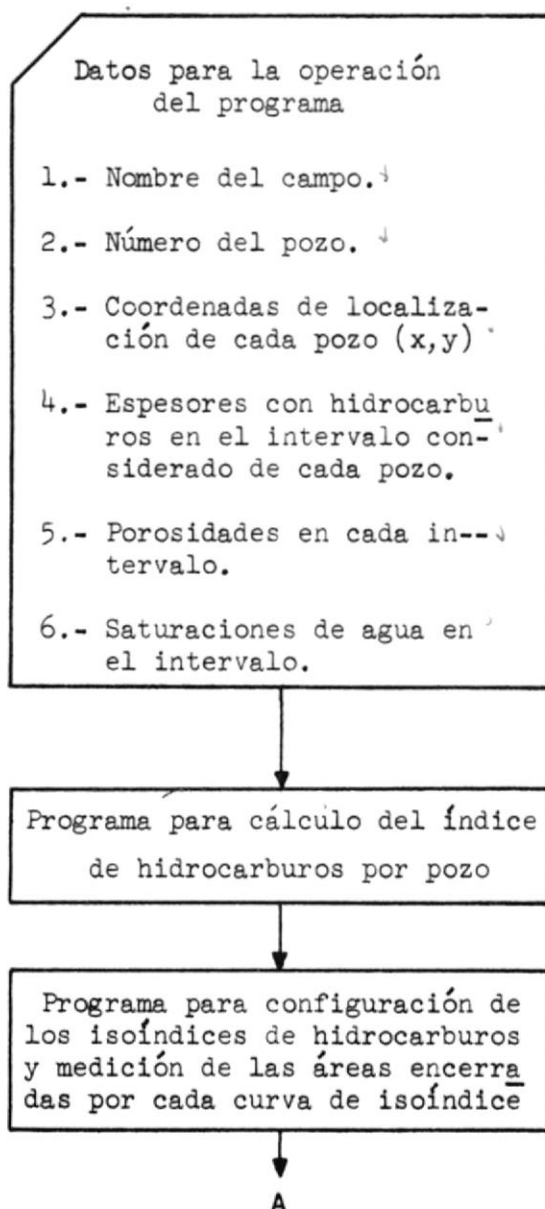 Datos para la operación
del programa
1.- Nombre del campo.
2.- Número del pozo.
3.- Coordenadas de localiza-
ción de cada pozo (x,y)
4.- Espesores con hidrocarbu
ros en el intervalo con-
siderado de cada pozo.
5.- Porosidades en cada in--
tervalo.
6.- Saturaciones de agua en
el intervalo.
Programa para cálculo del índice
de hidrocarburos por pozo
Programa para configuración de
los isoíndices de hidrocarburos
y medición de las áreas encerra
das por cada curva de isoíndice
A